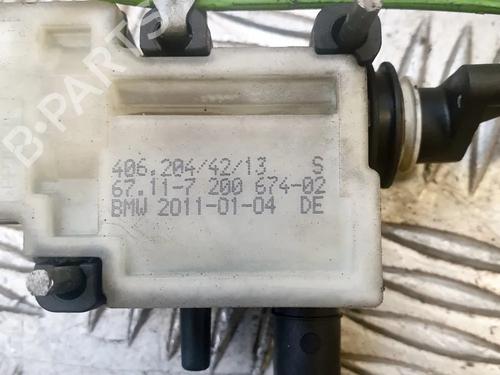 406.204/42/13 S
67.11-7 200 674-02
BMW 2011-01-04 DE
B-PARTS